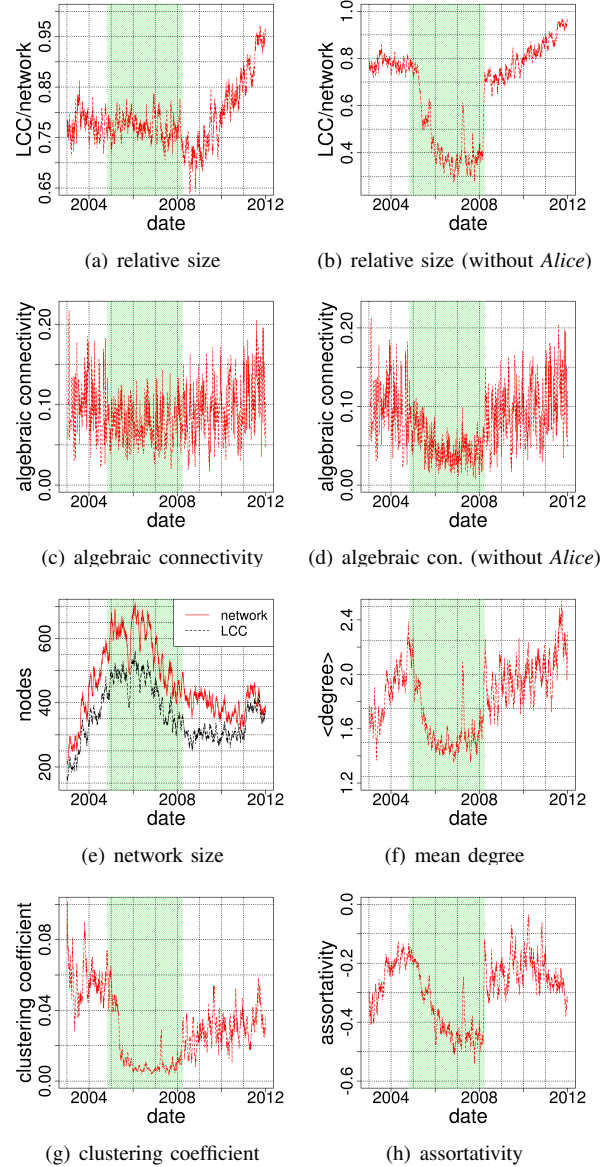 0.65 0.75 0.85 0.95
LCC/network
2004 2008 2012
date
(a) relative size
0.4 0.6 0.8 1.0
LCC/network
2004 2008 2012
date
(b) relative size (without Alice)
0.00 0.10 0.20
algebraic connectivity
2004 2008 2012
date
(c) algebraic connectivity
0.00 0.10 0.20
algebraic connectivity
2004 2008 2012
date
(d) algebraic con. (without Alice)
200 400 600
nodes
network
LCC
2004 2008 2012
date
(e) network size
1.2 1.6 2.0 2.4
<degree>
2004 2008 2012
date
(f) mean degree
0.00 0.04 0.08
clustering coefficient
2004 2008 2012
date
(g) clustering coefficient
-0.6 -0.4 -0.2 0.0
assortativity
2004 2008 2012
date
(h) assortativity